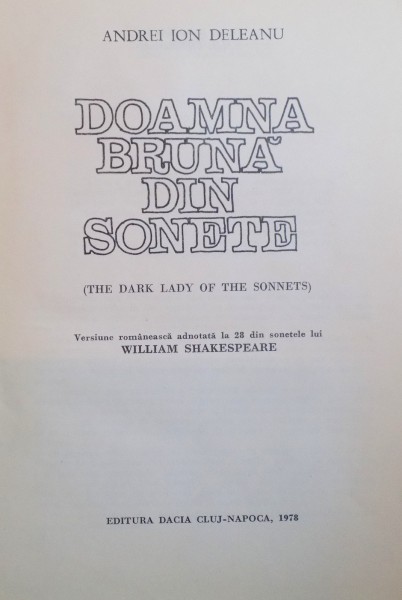 ANDREI ION DELEANU
DOAMNA
BRUNĂ
DIN
SONETE
(THE DARK LADY OF THE SONNETS)
Versiune românească adnotată la 28 din sonetele lui
WILLIAM SHAKESPEARE
EDITURA DACIA CLUJ-NAPOCA, 1978